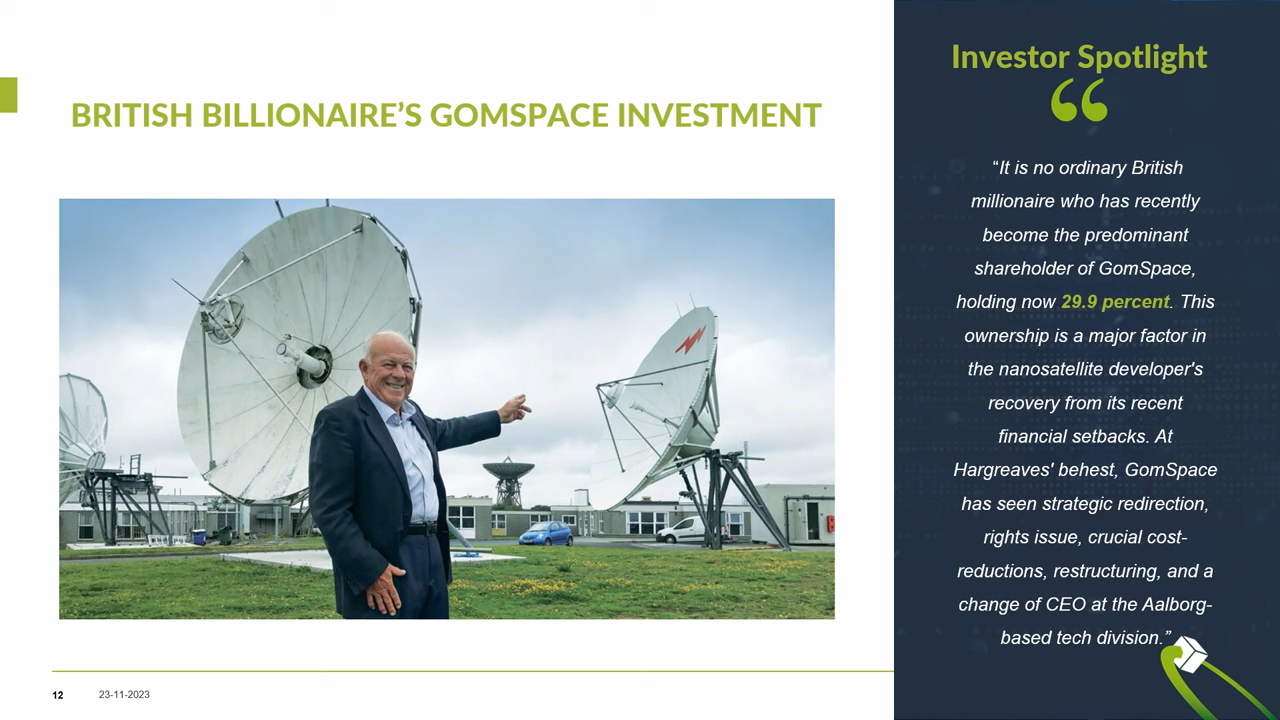 BRITISH BILLIONAIRE’S GOMSPACE INVESTMENT
12
23-11-2023
Investor Spotlight
“
“It is no ordinary British
millionaire who has recently
become the predominant
shareholder of GomSpace,
holding now 29.9 percent. This
ownership is a major factor in
the nanosatellite developer's
recovery from its recent
financial setbacks. At
Hargreaves' behest, GomSpace
has seen strategic redirection,
rights issue, crucial cost-
reductions, restructuring, and a
change of CEO at the Aalborg-
based tech division.”